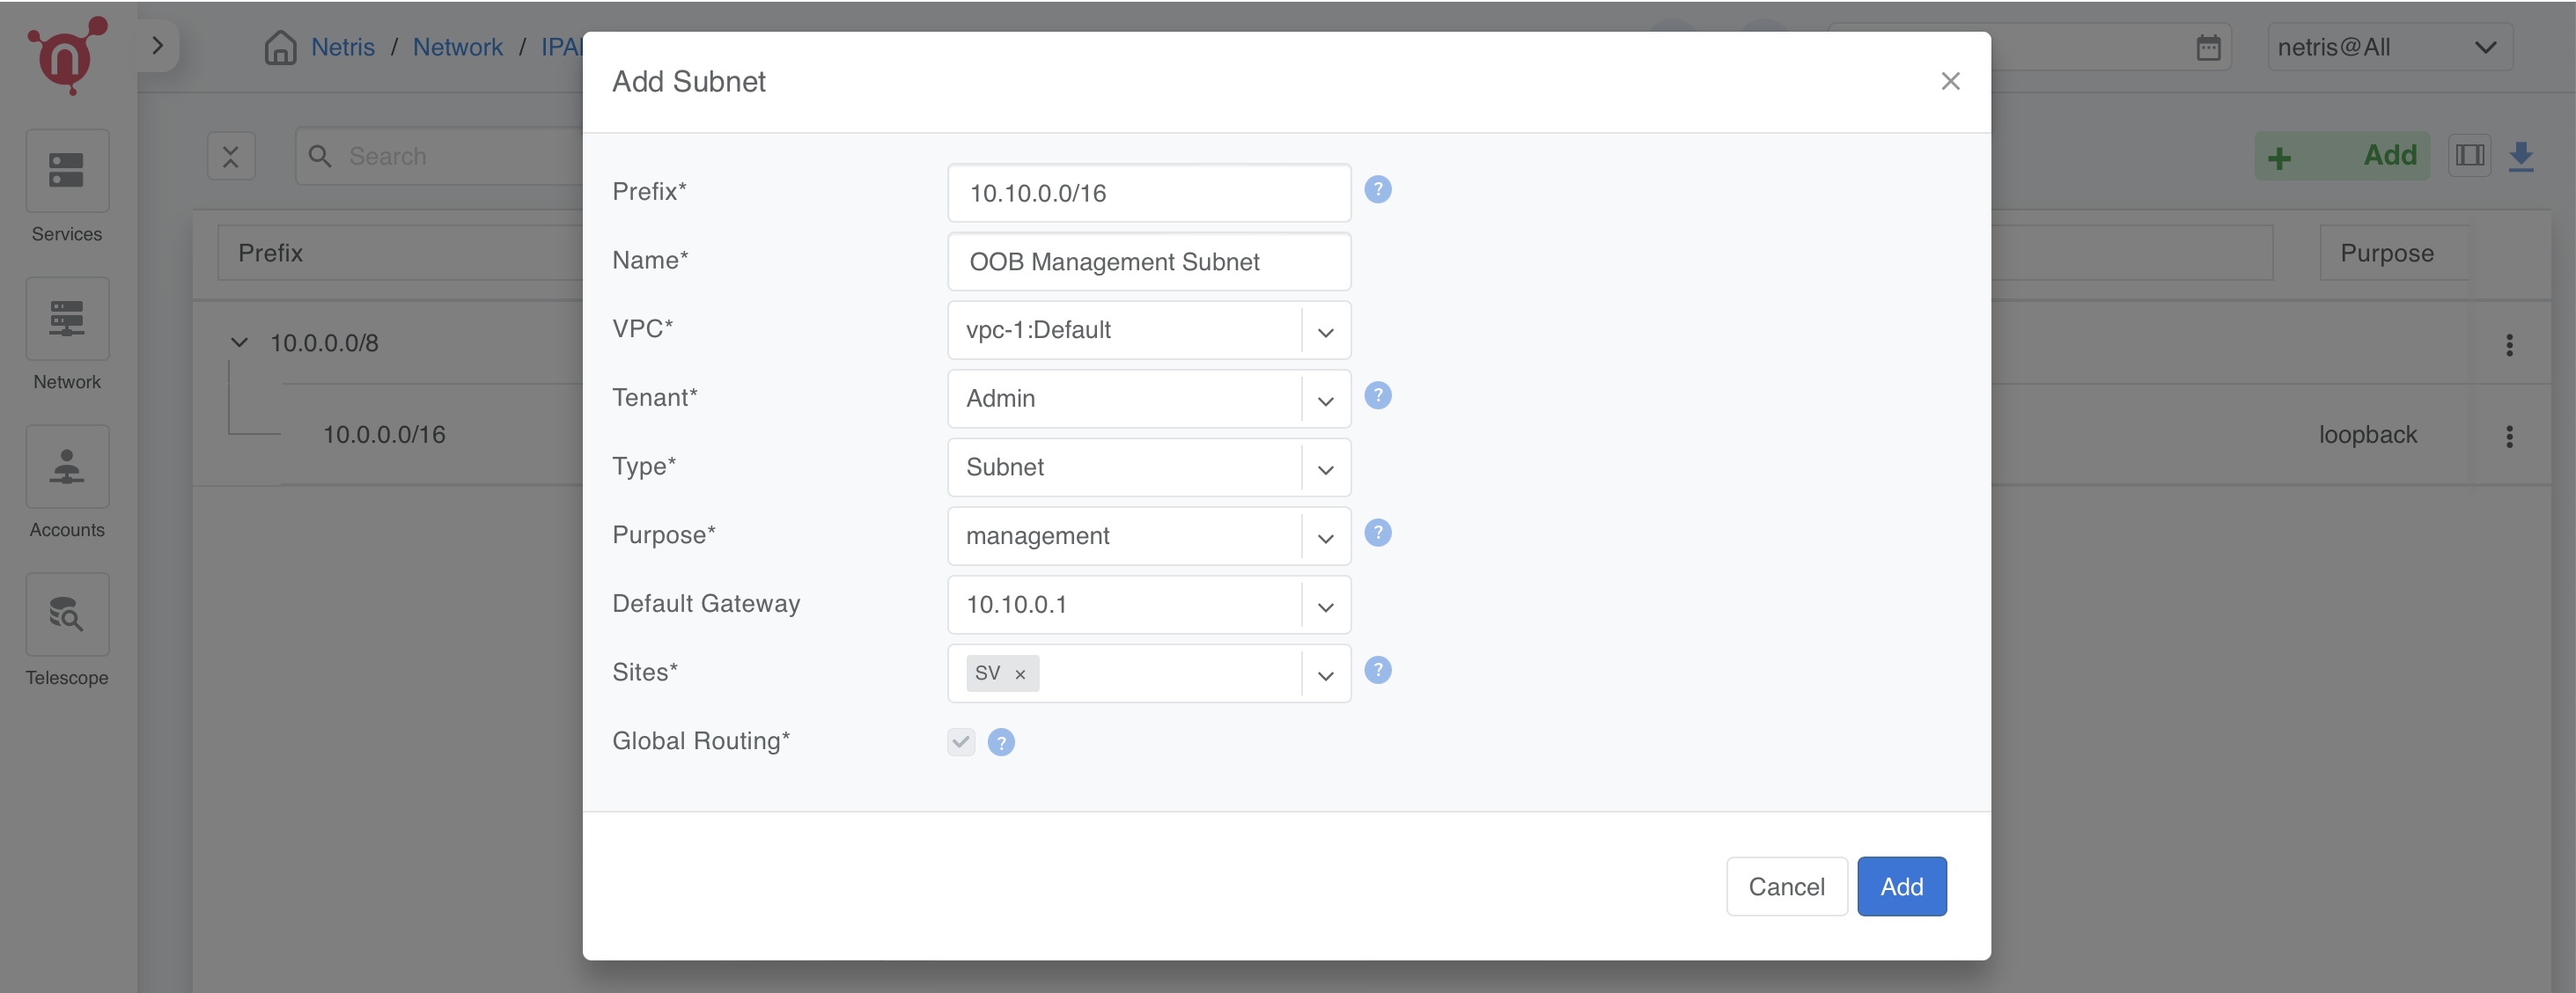 Netris / Network / IPA
netris@All
Add Subnet
Search
Add
Services
Network
Accounts
Telescope
Prefix
Purpose
10.0.0.0/8
10.0.0.0/16
loopback
Prefix* 10.10.0.0/16 ?
Name* OOB Management Subnet
VPC* vpc-1:Default
Tenant* Admin ?
Type* Subnet
Purpose* management ?
Default Gateway 10.10.0.1
Sites* SV × ?
Global Routing* ?
Cancel Add